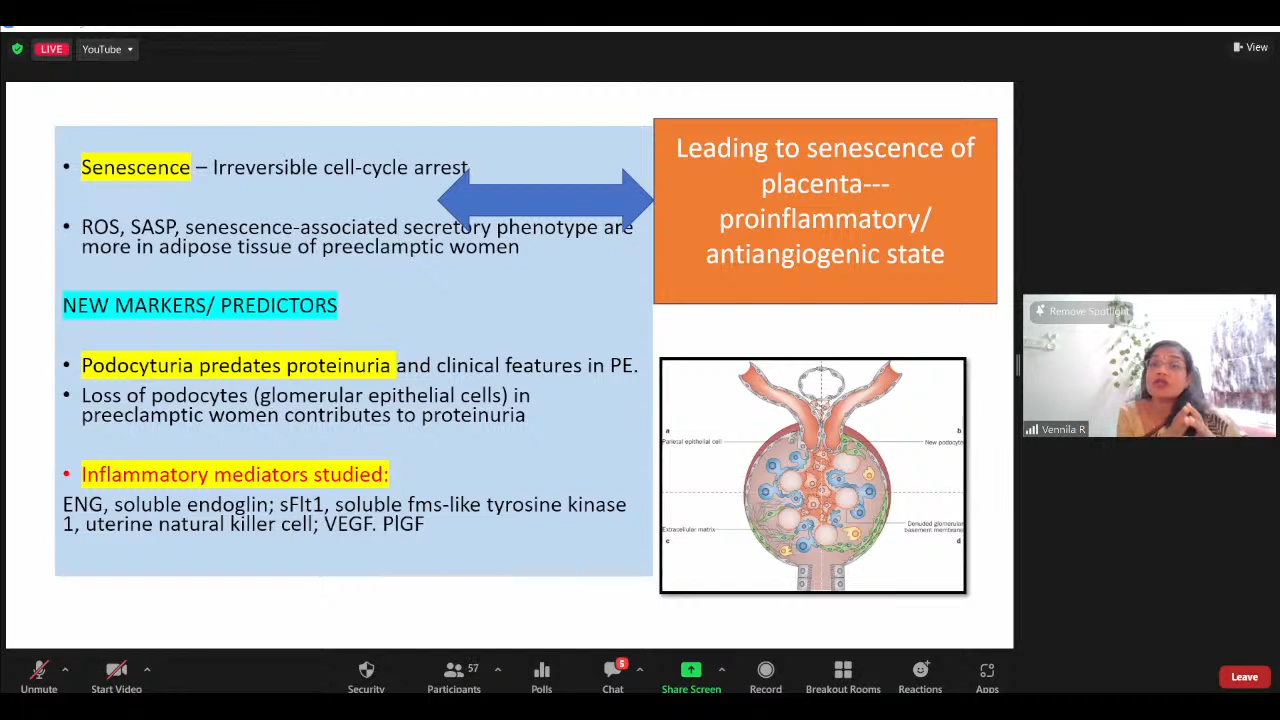 LIVE
YouTube
View
• Senescence – Irreversible cell-cycle arrest
• ROS, SASP, senescence-associated secretory phenotype are
more in adipose tissue of preeclamptic women
NEW MARKERS/ PREDICTORS
• Podocyturia predates proteinuria and clinical features in PE.
• Loss of podocytes (glomerular epithelial cells) in
preeclamptic women contributes to proteinuria
• Inflammatory mediators studied:
ENG, soluble endoglin; sFlt1, soluble fms-like tyrosine kinase
1, uterine natural killer cell; VEGF. PlGF
Leading to senescence of
placenta---
proinflammatory/
antiangiogenic state
a
b
Parietal epithelial cell
New podocyte
Extracellular matrix
Denuded glomerular
basement membrane
c
d
Remove Spotlight
Vennila R
Unmute
Start Video
Security
57
Participants
Polls
5
Chat
Share Screen
Record
Breakout Rooms
Reactions
Apps
Leave